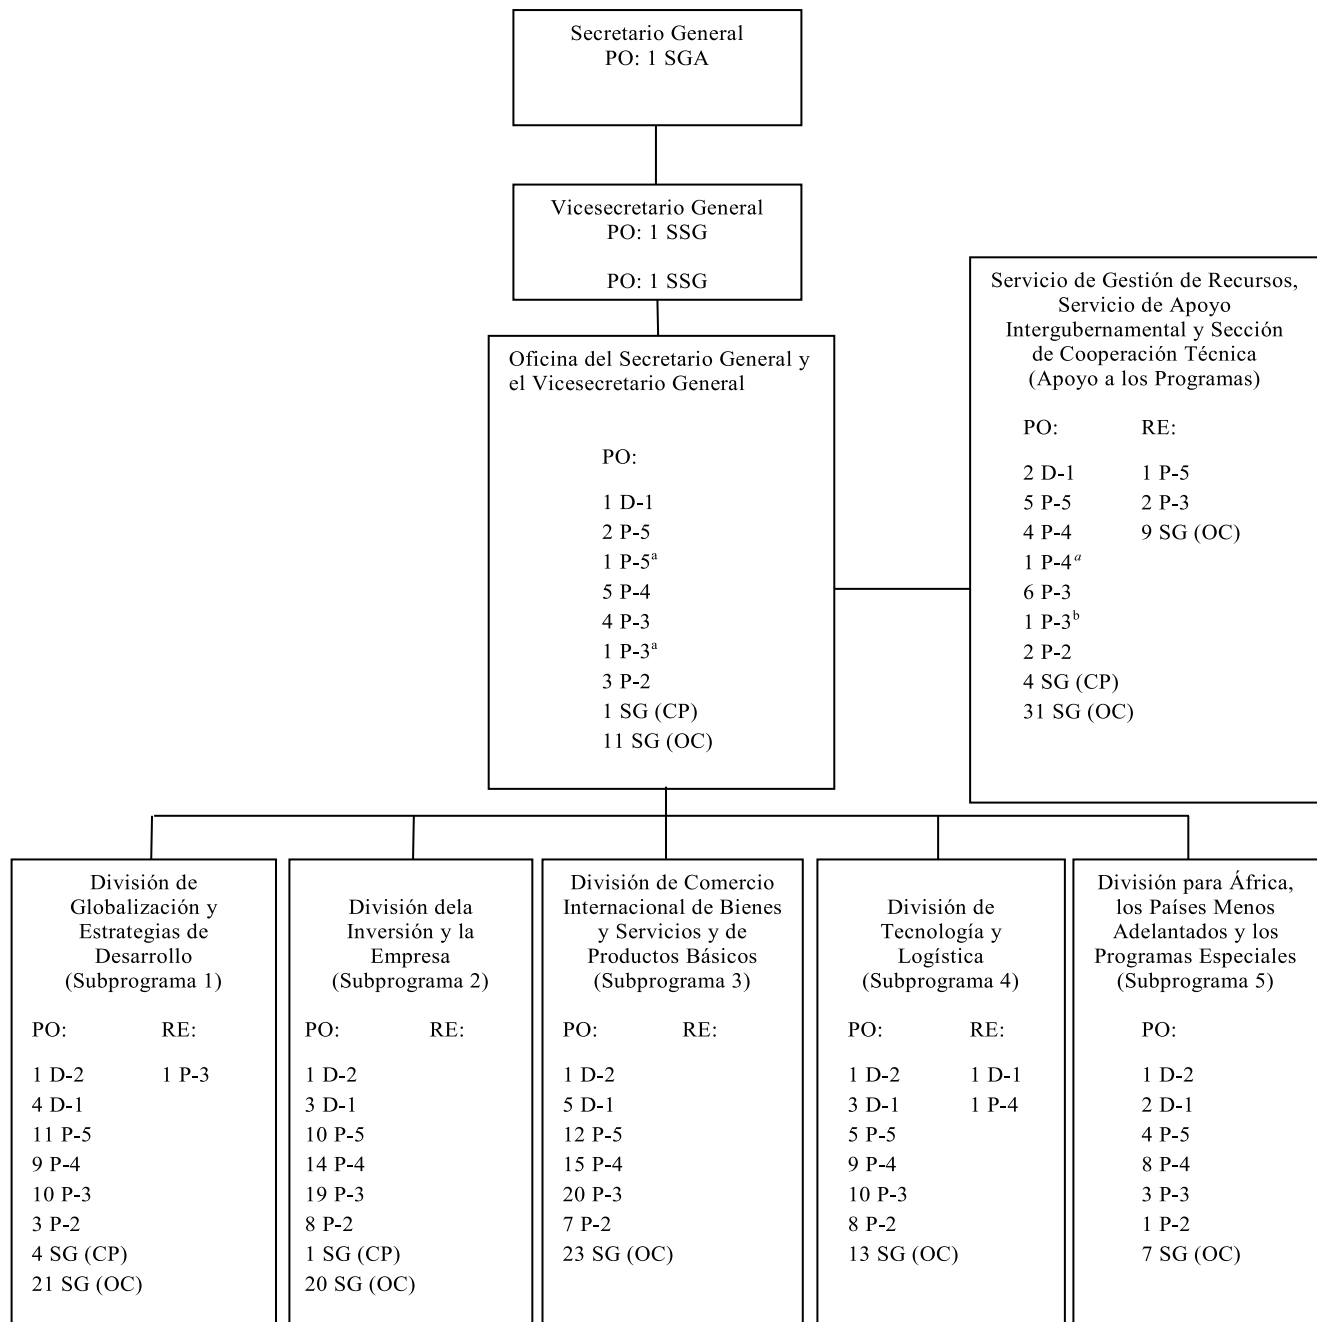 Secretario General
PO: 1 SGA
Vicesecretario General
PO: 1 SSG
PO: 1 SSG
Servicio de Gestión de Recursos,
Servicio de Apoyo
Intergubernamental y Sección
de Cooperación Técnica
(Apoyo a los Programas)
PO: RE:
2 D-1 1 P-5
5 P-5 2 P-3
4 P-4 9 SG (OC)
1 P-4ᵃ
6 P-3
1 P-3ᵇ
2 P-2
4 SG (CP)
31 SG (OC)
Oficina del Secretario General y
el Vicesecretario General
PO:
1 D-1
2 P-5
1 P-5ᵃ
5 P-4
4 P-3
1 P-3ᵃ
3 P-2
1 SG (CP)
11 SG (OC)
División de
Globalización y
Estrategias de
Desarrollo
(Subprograma 1)
PO: RE:
1 D-2 1 P-3
4 D-1
11 P-5
9 P-4
10 P-3
3 P-2
4 SG (CP)
21 SG (OC)
División dela
Inversión y la
Empresa
(Subprograma 2)
PO: RE:
1 D-2
3 D-1
10 P-5
14 P-4
19 P-3
8 P-2
1 SG (CP)
20 SG (OC)
División de Comercio
Internacional de Bienes
y Servicios y de
Productos Básicos
(Subprograma 3)
PO: RE:
1 D-2
5 D-1
12 P-5
15 P-4
20 P-3
7 P-2
23 SG (OC)
División de
Tecnología y
Logística
(Subprograma 4)
PO: RE:
1 D-2 1 D-1
3 D-1 1 P-4
5 P-5
9 P-4
10 P-3
8 P-2
13 SG (OC)
División para África,
los Países Menos
Adelantados y los
Programas Especiales
(Subprograma 5)
PO:
1 D-2
2 D-1
4 P-5
8 P-4
3 P-3
1 P-2
7 SG (OC)